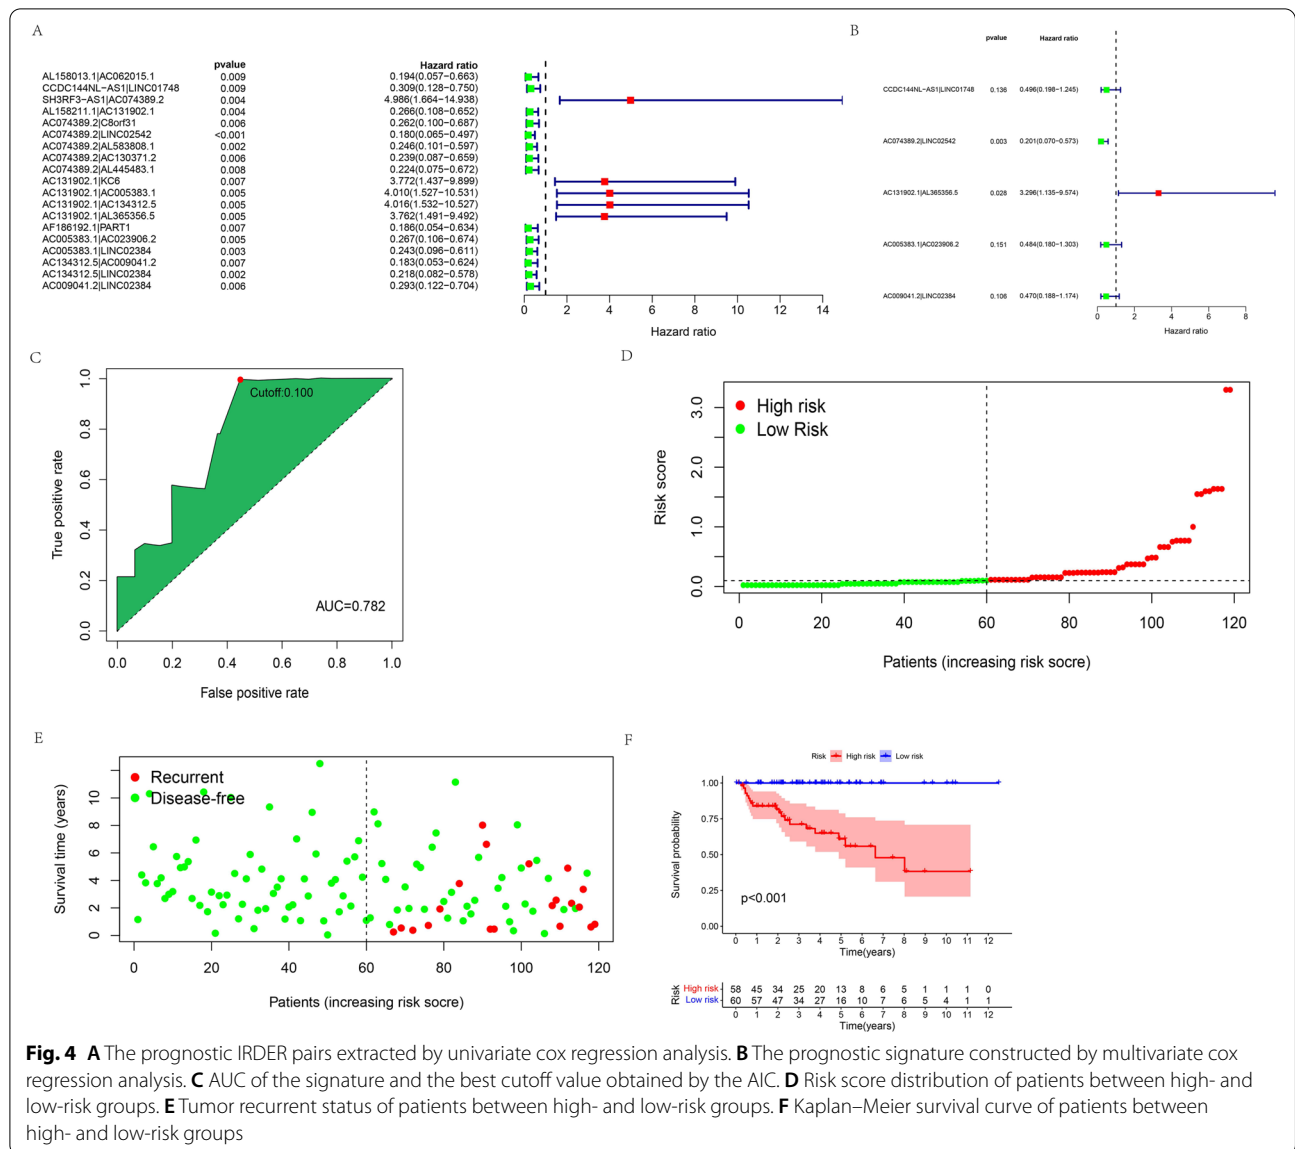 A
pvalue Hazard ratio
AL158013.1|AC062015.1 0.009 0.194(0.057−0.663)
CCDC144NL−AS1|LINC01748 0.009 0.309(0.128−0.750)
SH3RF3−AS1|AC074389.2 0.004 4.986(1.664−14.938)
AL158211.1|AC131902.1 0.004 0.266(0.108−0.652)
AC074389.2|C8orf31 0.006 0.262(0.100−0.687)
AC074389.2|LINC02542 <0.001 0.180(0.065−0.497)
AC074389.2|AL583808.1 0.002 0.246(0.101−0.597)
AC074389.2|AC130371.2 0.006 0.239(0.087−0.659)
AC074389.2|AL445483.1 0.008 0.224(0.075−0.672)
AC131902.1|KC6 0.007 3.772(1.437−9.899)
AC131902.1|AC005383.1 0.005 4.010(1.527−10.531)
AC131902.1|AC134312.5 0.005 4.016(1.532−10.527)
AC131902.1|AL365356.5 0.005 3.762(1.491−9.492)
AF186192.1|PART1 0.007 0.186(0.054−0.634)
AC005383.1|AC023906.2 0.005 0.267(0.106−0.674)
AC005383.1|LINC02384 0.003 0.243(0.096−0.611)
AC134312.5|AC009041.2 0.007 0.183(0.053−0.624)
AC134312.5|LINC02384 0.002 0.218(0.082−0.578)
AC009041.2|LINC02384 0.006 0.293(0.122−0.704)
0 2 4 6 8 10 12 14
Hazard ratio
B
pvalue Hazard ratio
CCDC144NL−AS1|LINC01748 0.136 0.496(0.198−1.245)
AC074389.2|LINC02542 0.003 0.201(0.070−0.573)
AC131902.1|AL365356.5 0.028 3.296(1.135−9.574)
AC005383.1|AC023906.2 0.151 0.484(0.180−1.303)
AC009041.2|LINC02384 0.106 0.470(0.188−1.174)
0 2 4 6 8
Hazard ratio
C
True positive rate
1.0
0.8
0.6
0.4
0.2
0.0
Cutoff:0.100
AUC=0.782
0.0 0.2 0.4 0.6 0.8 1.0
False positive rate
D
Risk score
3.0
2.0
1.0
0.0
High risk
Low Risk
0 20 40 60 80 100 120
Patients (increasing risk socre)
E
Survival time (years)
10
8
6
4
2
0
Recurrent
Disease-free
0 20 40 60 80 100 120
Patients (increasing risk socre)
F
Risk High risk Low risk
Survival probability
1.00
0.75
0.50
0.25
0.00
p<0.001
0 1 2 3 4 5 6 7 8 9 10 11 12
Time(years)
Risk
High risk 58 45 34 25 20 13 8 6 5 1 1 1 0
Low risk 60 57 47 34 27 16 10 7 6 5 4 1 1
0 1 2 3 4 5 6 7 8 9 10 11 12
Time(years)
Fig. 4 A The prognostic IRDER pairs extracted by univariate cox regression analysis. B The prognostic signature constructed by multivariate cox
regression analysis. C AUC of the signature and the best cutoff value obtained by the AIC. D Risk score distribution of patients between high- and
low-risk groups. E Tumor recurrent status of patients between high- and low-risk groups. F Kaplan–Meier survival curve of patients between
high- and low-risk groups